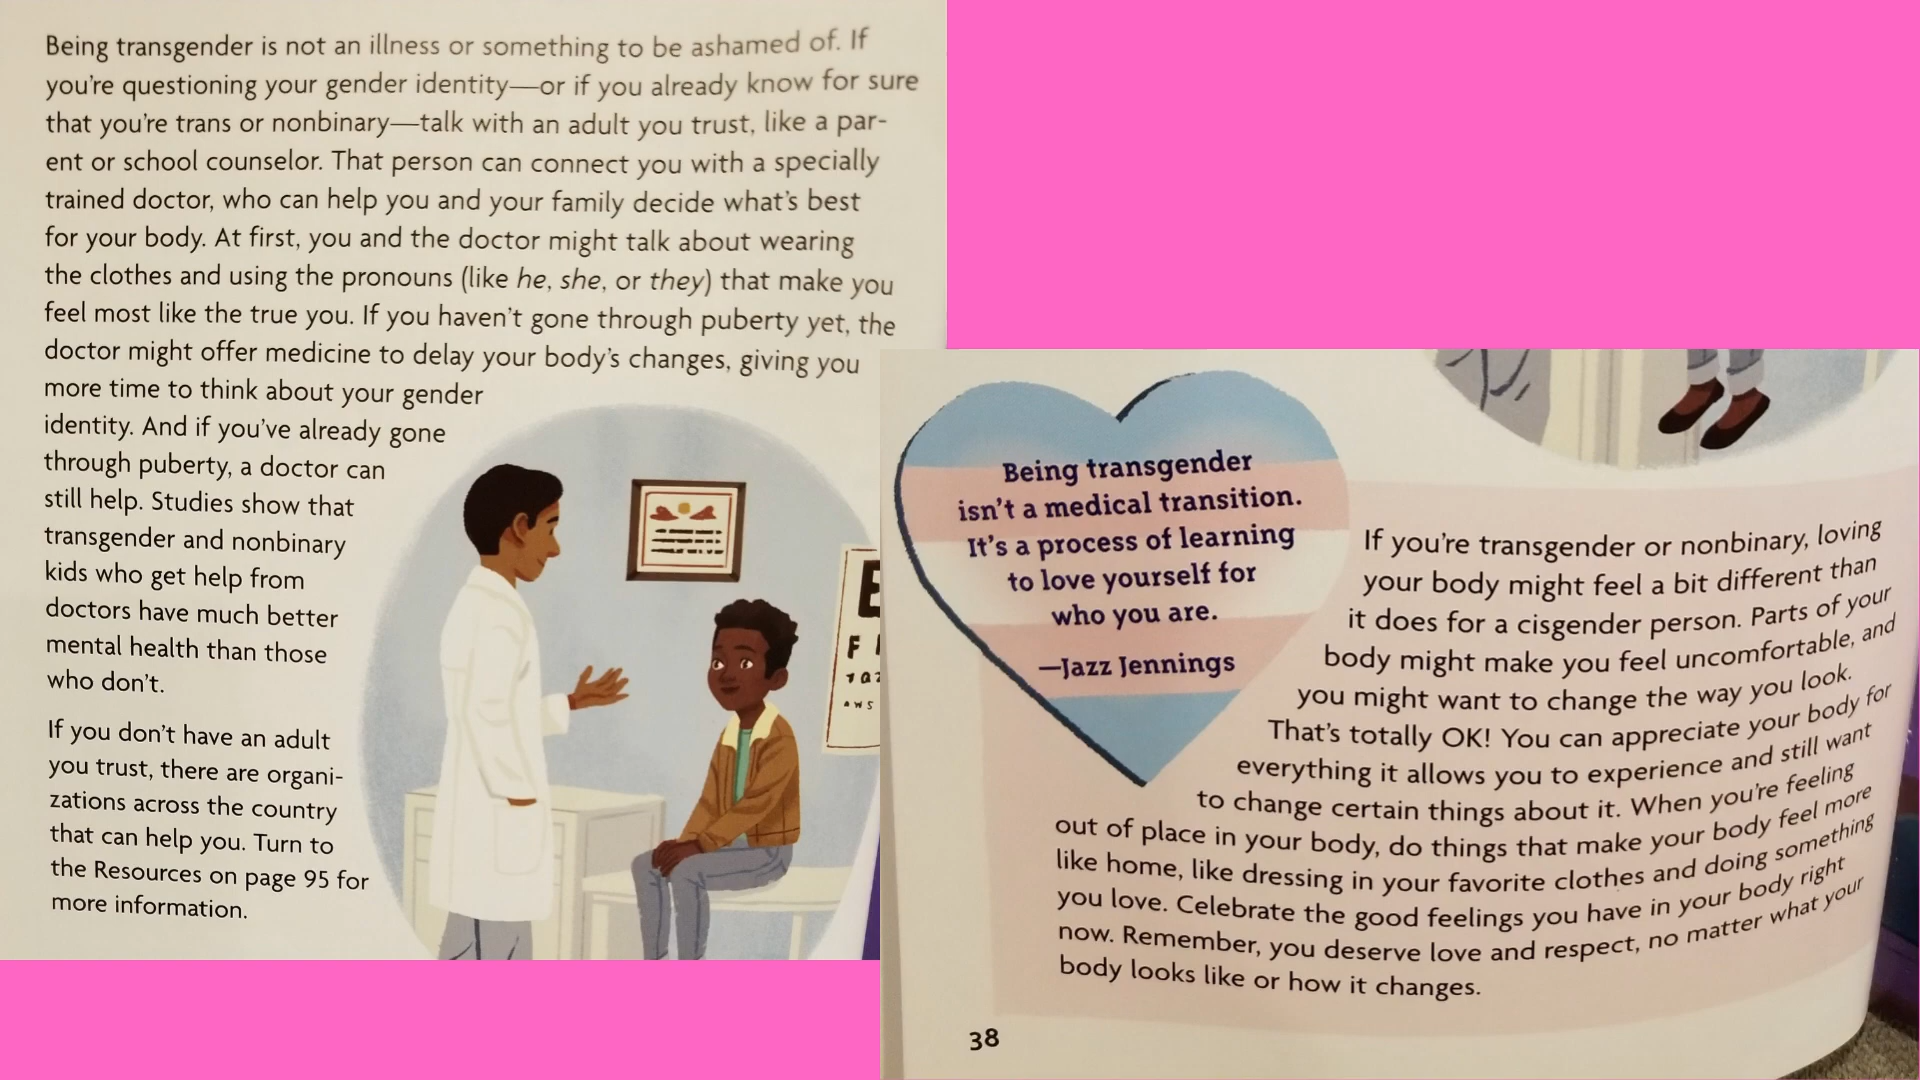 Being transgender is not an illness or something to be ashamed of. If
you're questioning your gender identity—or if you already know for sure
that you're trans or nonbinary—talk with an adult you trust, like a par-
ent or school counselor. That person can connect you with a specially
trained doctor, who can help you and your family decide what's best
for your body. At first, you and the doctor might talk about wearing
the clothes and using the pronouns (like he, she, or they) that make you
feel most like the true you. If you haven't gone through puberty yet, the
doctor might offer medicine to delay your body's changes, giving you
more time to think about your gender
identity. And if you've already gone
through puberty, a doctor can
still help. Studies show that
transgender and nonbinary
kids who get help from
doctors have much better
mental health than those
who don't.
If you don't have an adult
you trust, there are organi-
zations across the country
that can help you. Turn to
the Resources on page 95 for
more information.
E
F
A W S
Being transgender
isn't a medical transition.
It's a process of learning
to love yourself for
who you are.
—Jazz Jennings
If you're transgender or nonbinary, loving
your body might feel a bit different than
it does for a cisgender person. Parts of your
body might make you feel uncomfortable, and
you might want to change the way you look.
That's totally OK! You can appreciate your body for
everything it allows you to experience and still want
to change certain things about it. When you're feeling
out of place in your body, do things that make your body feel more
like home, like dressing in your favorite clothes and doing something
you love. Celebrate the good feelings you have in your body right
now. Remember, you deserve love and respect, no matter what your
body looks like or how it changes.
38